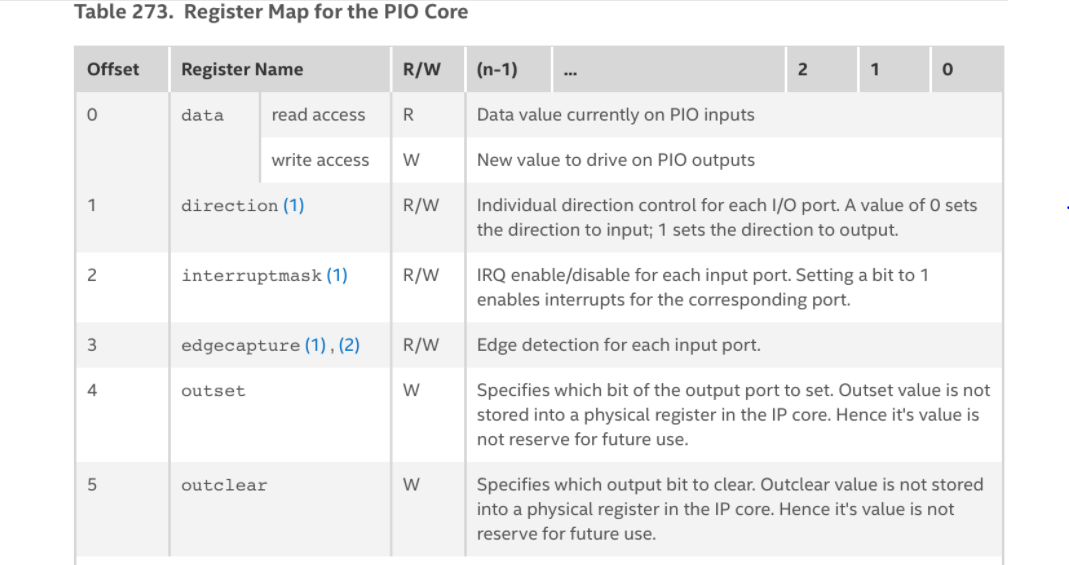 Table 273. Register Map for the PIO Core
Offset Register Name R/W (n-1) ... 2 1 0
0 data read access R Data value currently on PIO inputs
write access W New value to drive on PIO outputs
1 direction (1) R/W Individual direction control for each I/O port. A value of 0 sets
the direction to input; 1 sets the direction to output.
2 interruptmask (1) R/W IRQ enable/disable for each input port. Setting a bit to 1
enables interrupts for the corresponding port.
3 edgecapture (1) , (2) R/W Edge detection for each input port.
4 outset W Specifies which bit of the output port to set. Outset value is not
stored into a physical register in the IP core. Hence it's value is
not reserve for future use.
5 outclear W Specifies which output bit to clear. Outclear value is not stored
into a physical register in the IP core. Hence it's value is not
reserve for future use.